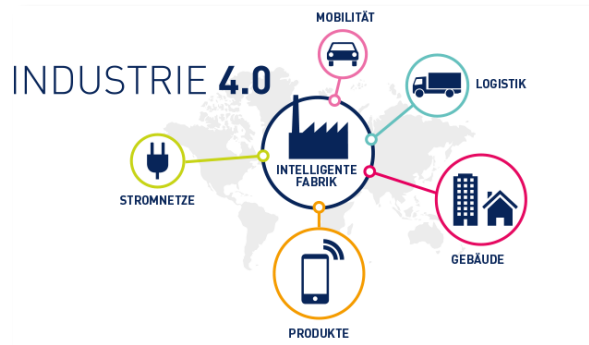 MOBILITÄT
INDUSTRIE 4.0
LOGISTIK
INTELLIGENTE
FABRIK
STROMNETZE
GEBÄUDE
PRODUKTE